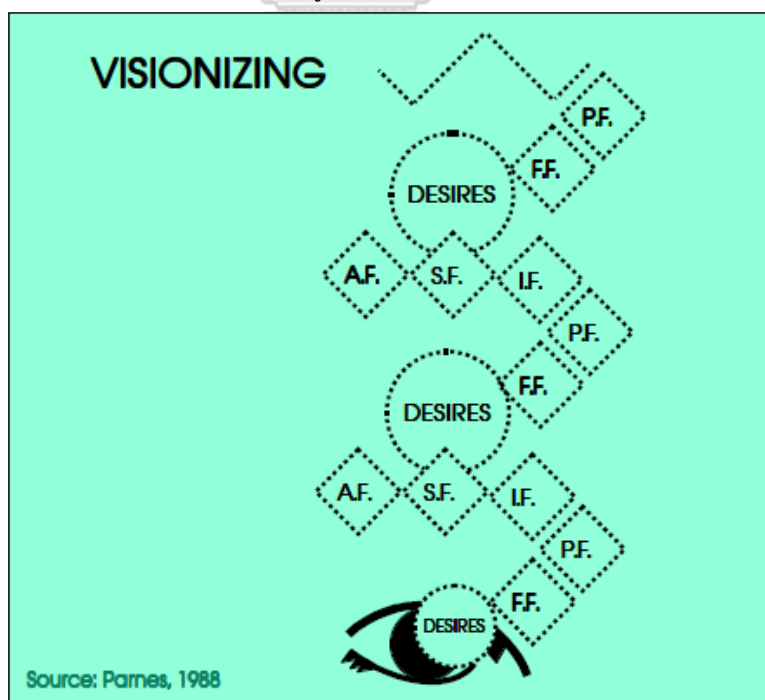 VISIONIZING
P.F.
F.F.
DESIRES
A.F. S.F. I.F.
P.F.
F.F.
DESIRES
A.F. S.F. I.F.
P.F.
F.F.
DESIRES
Source: Parnes, 1988